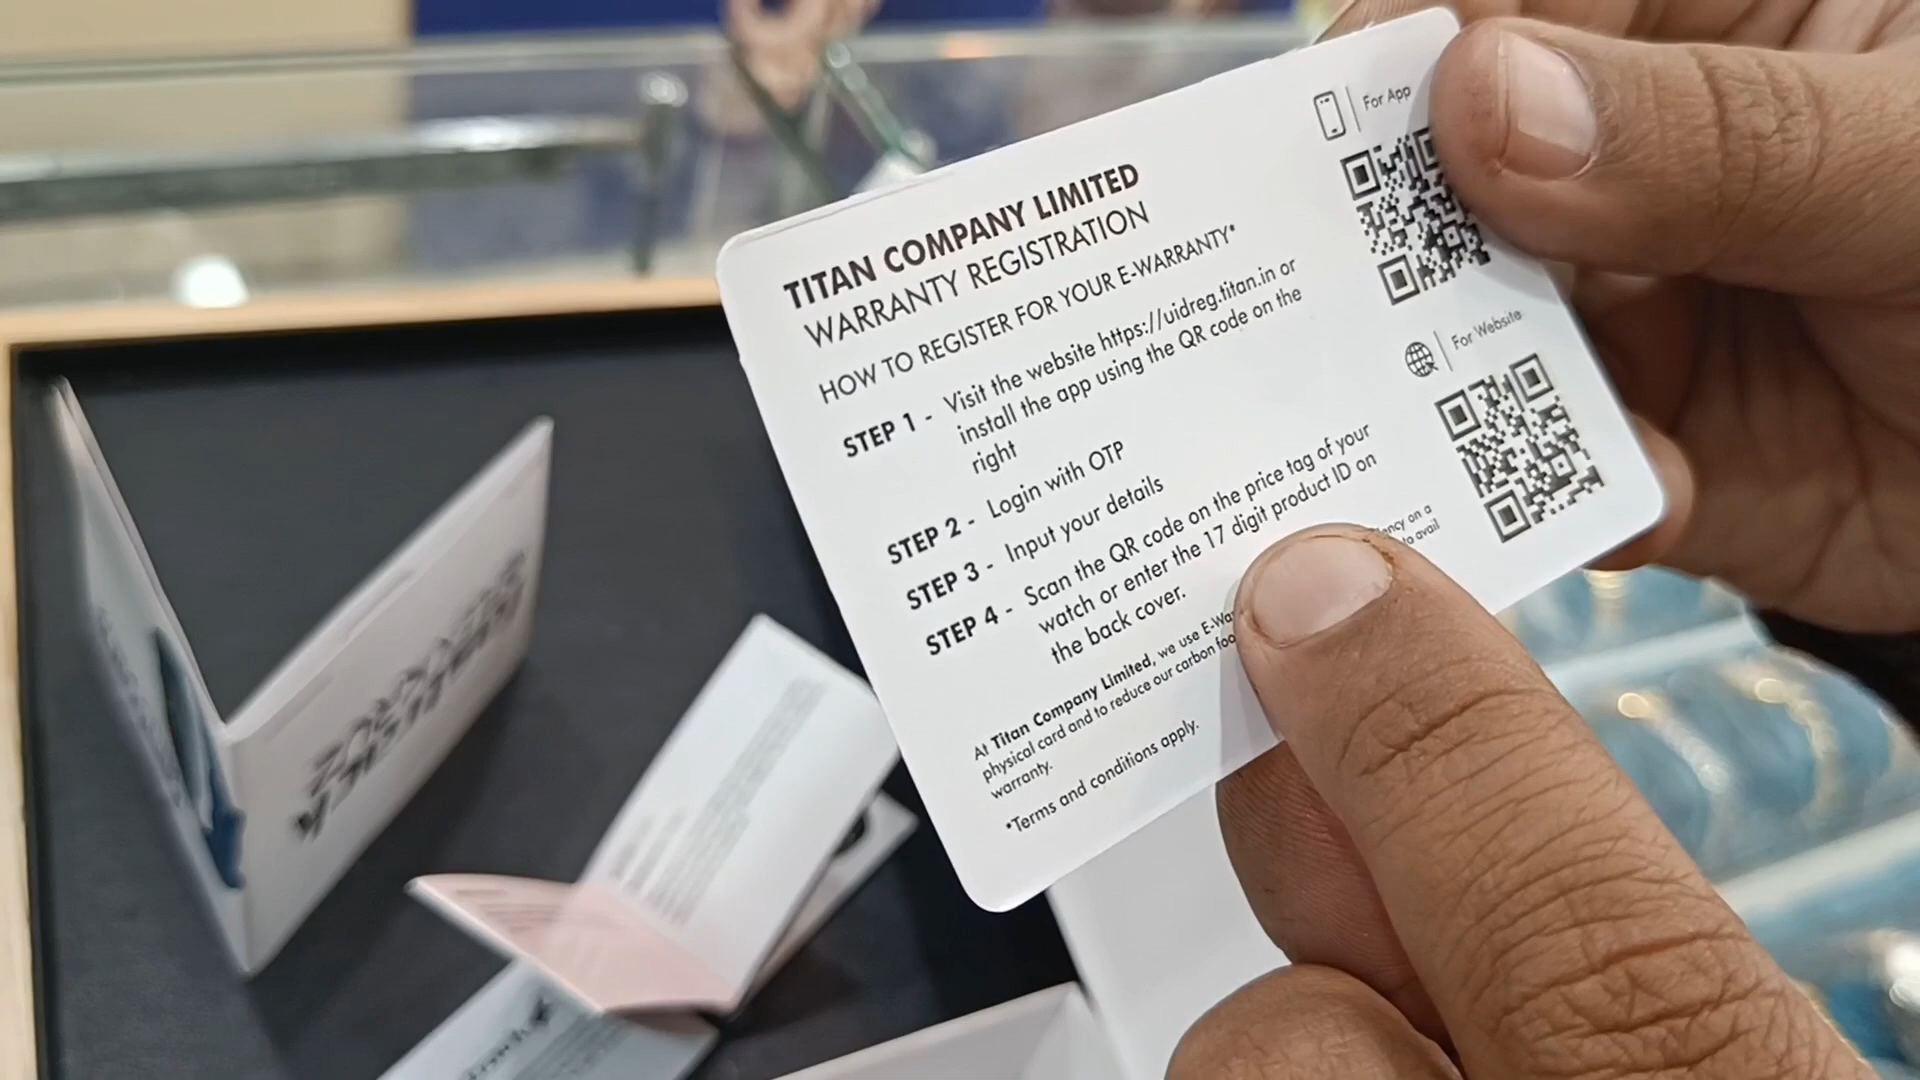 TITAN COMPANY LIMITED
WARRANTY REGISTRATION
HOW TO REGISTER FOR YOUR E-WARRANTY*
STEP 1 - Visit the website https://uidreg.titan.in or
install the app using the QR code on the
right
STEP 2 - Login with OTP
STEP 3 - Input your details
STEP 4 - Scan the QR code on the price tag of your
watch or enter the 17 digit product ID on
the back cover.
At Titan Company Limited, we use
on a
physical card and to reduce our carbon
to avail
warranty.
*Terms and conditions apply.
For App
For Website